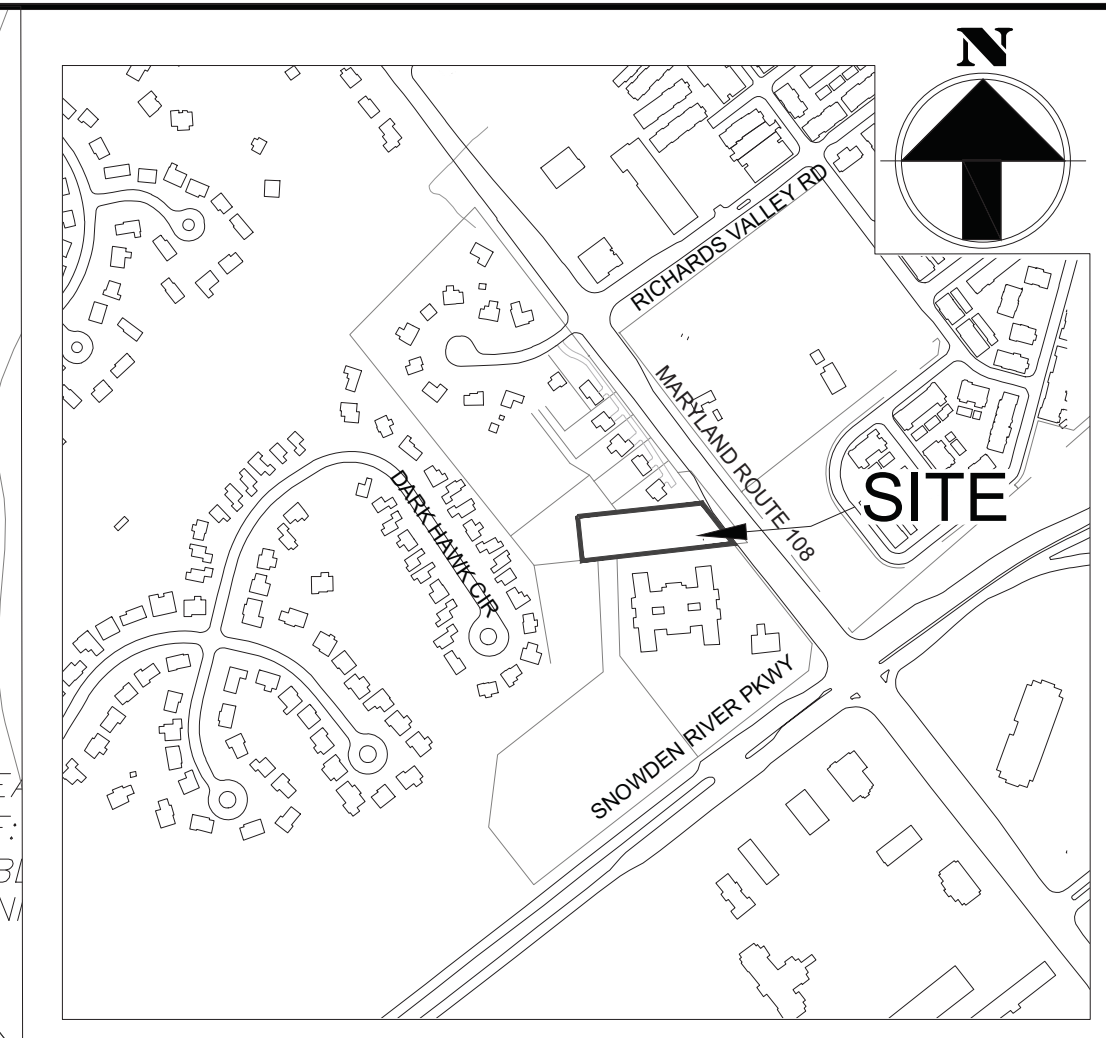 N
RICHARDS VALLEY RD
MARYLAND ROUTE 108
SITE
DARK HAWK CIR
SNOWDEN RIVER PKWY